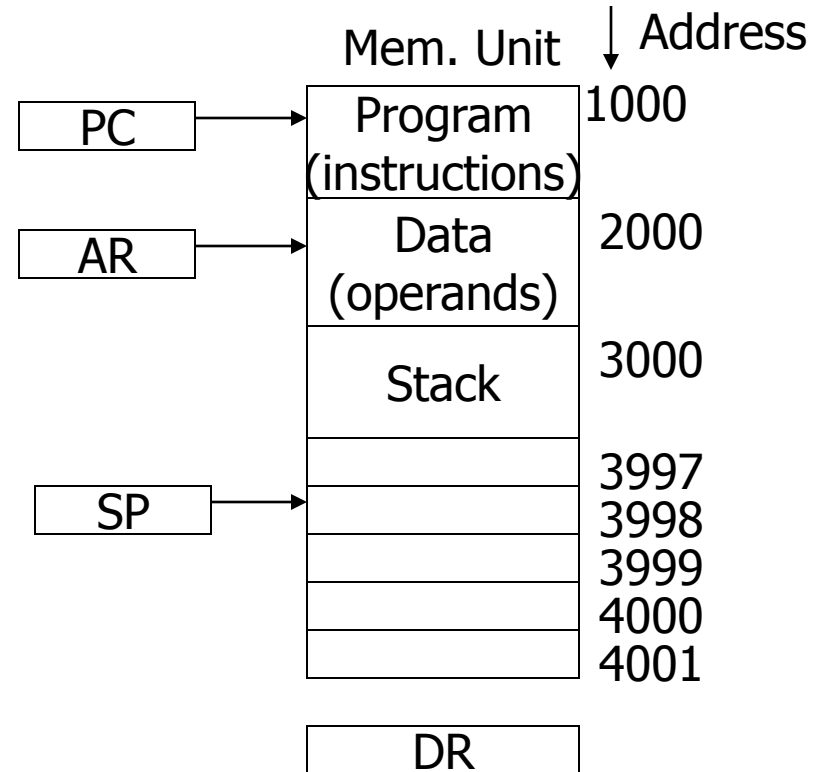 Mem. Unit
Address
PC
Program
(instructions)
1000
AR
Data
(operands)
2000
Stack
3000
3997
SP
3998
3999
4000
4001
DR